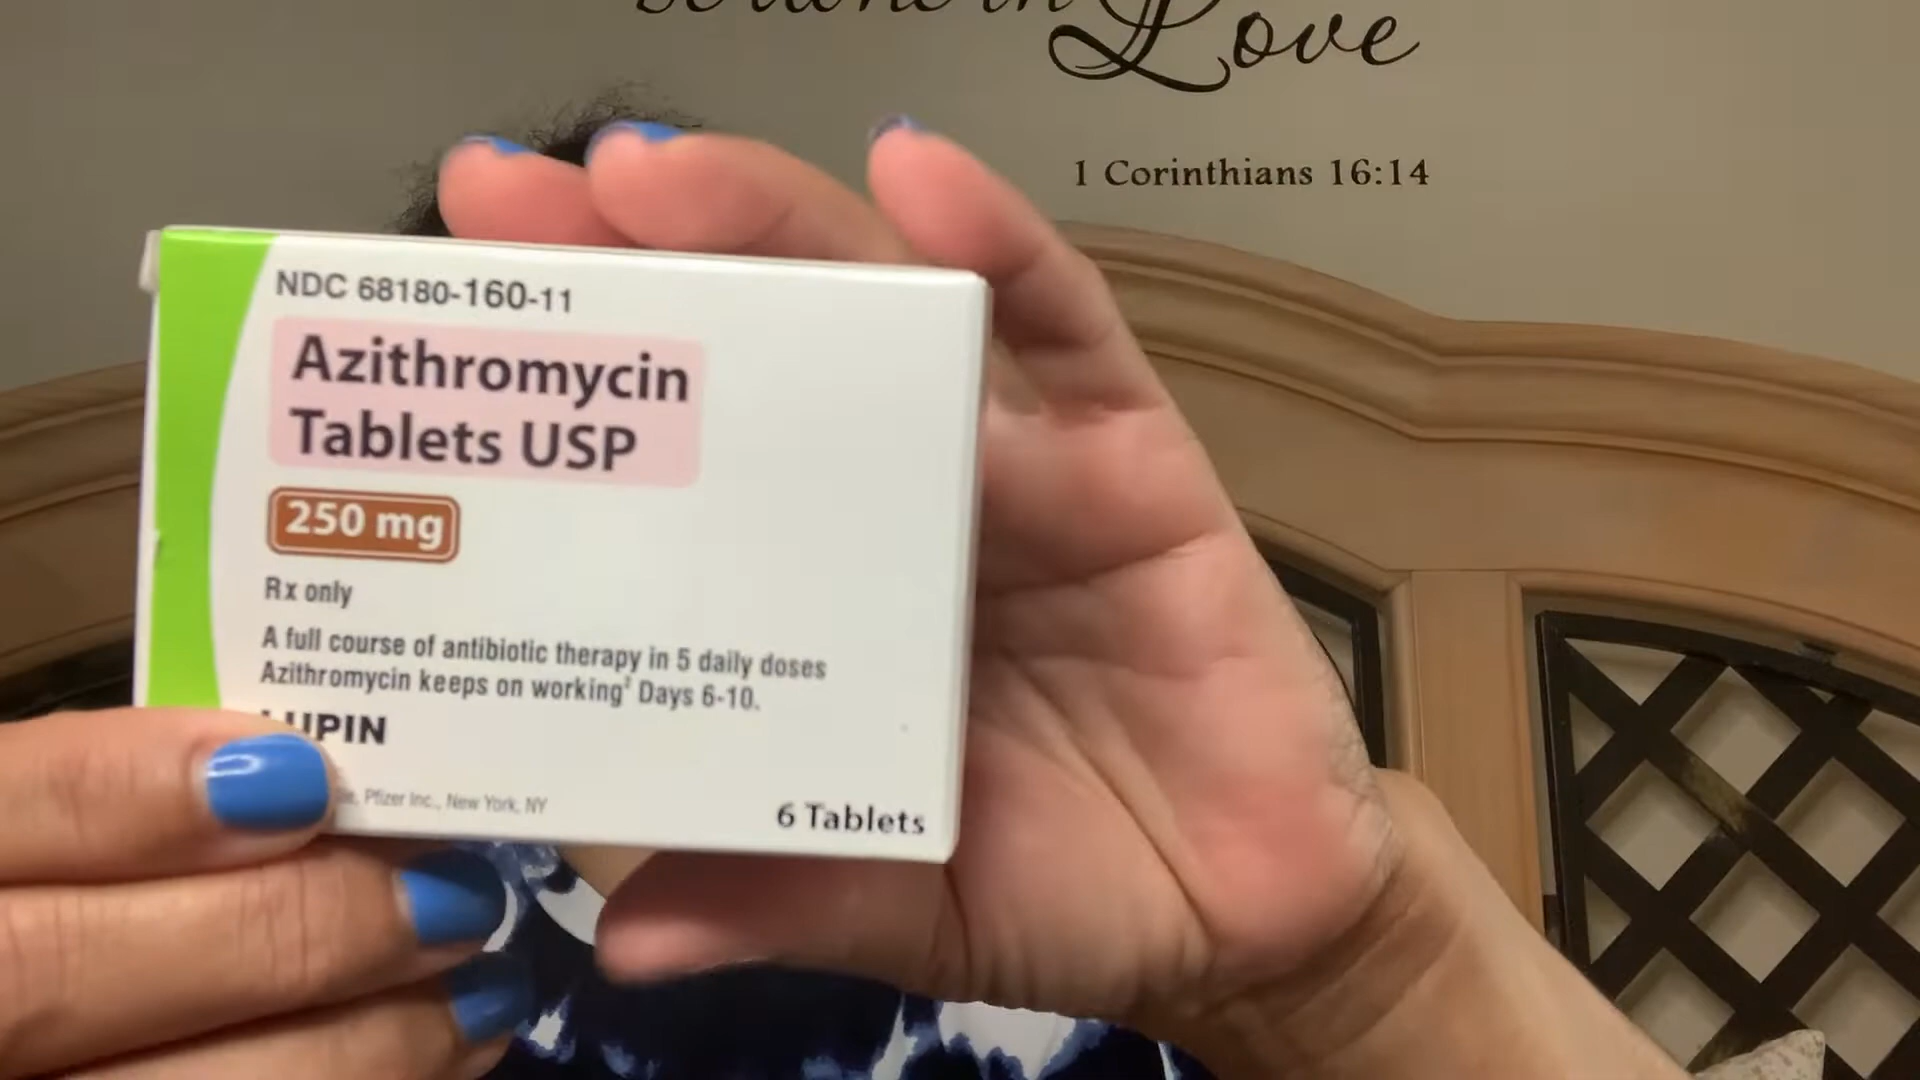 Love
1 Corinthians 16:14
NDC 68180-160-11
Azithromycin
Tablets USP
250 mg
Rx only
A full course of antibiotic therapy in 5 daily doses
Azithromycin keeps on working‡ Days 6-10.
UPIN
Pfizer Inc., New York, NY
6 Tablets